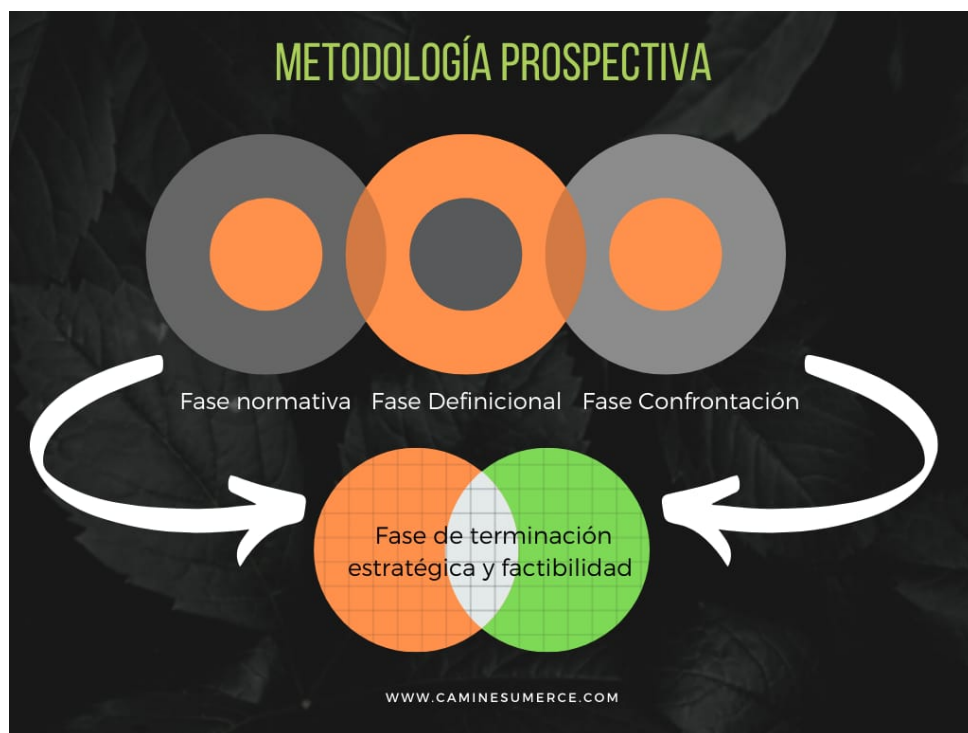 METODOLOGÍA PROSPECTIVA
Fase normativa
Fase Definicional
Fase Confrontación
Fase de terminación
estratégica y factibilidad
WWW.CAMINESUMERCE.COM